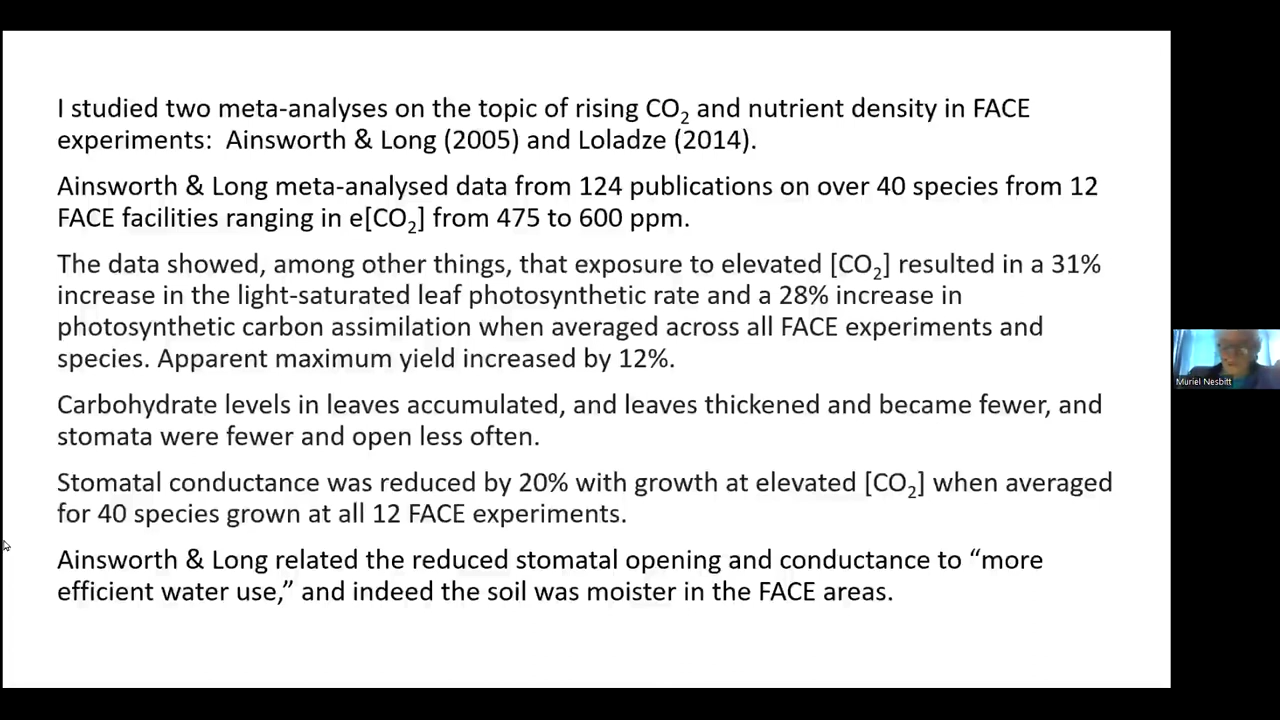 I studied two meta-analyses on the topic of rising CO₂ and nutrient density in FACE
experiments:  Ainsworth & Long (2005) and Loladze (2014).
Ainsworth & Long meta-analysed data from 124 publications on over 40 species from 12
FACE facilities ranging in e[CO₂] from 475 to 600 ppm.
The data showed, among other things, that exposure to elevated [CO₂] resulted in a 31%
increase in the light-saturated leaf photosynthetic rate and a 28% increase in
photosynthetic carbon assimilation when averaged across all FACE experiments and
species. Apparent maximum yield increased by 12%.
Carbohydrate levels in leaves accumulated, and leaves thickened and became fewer, and
stomata were fewer and open less often.
Stomatal conductance was reduced by 20% with growth at elevated [CO₂] when averaged
for 40 species grown at all 12 FACE experiments.
Ainsworth & Long related the reduced stomatal opening and conductance to “more
efficient water use,” and indeed the soil was moister in the FACE areas.
Muriel Nesbitt